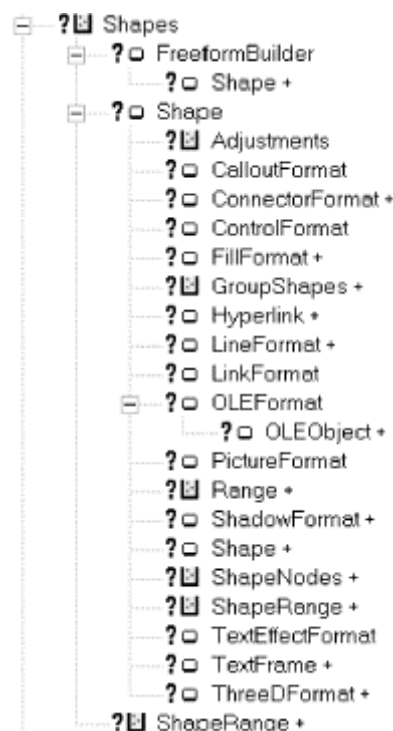 ? Shapes
? FreeformBuilder
? Shape +
? Shape
? Adjustments
? CalloutFormat
? ConnectorFormat +
? ControlFormat
? FillFormat +
? GroupShapes +
? Hyperlink +
? LineFormat +
? LinkFormat
? OLEFormat
? OLEObject +
? PictureFormat
? Range +
? ShadowFormat +
? Shape +
? ShapeNodes +
? ShapeRange +
? TextEffectFormat
? TextFrame +
? ThreeDFormat +
? ShapeRange +